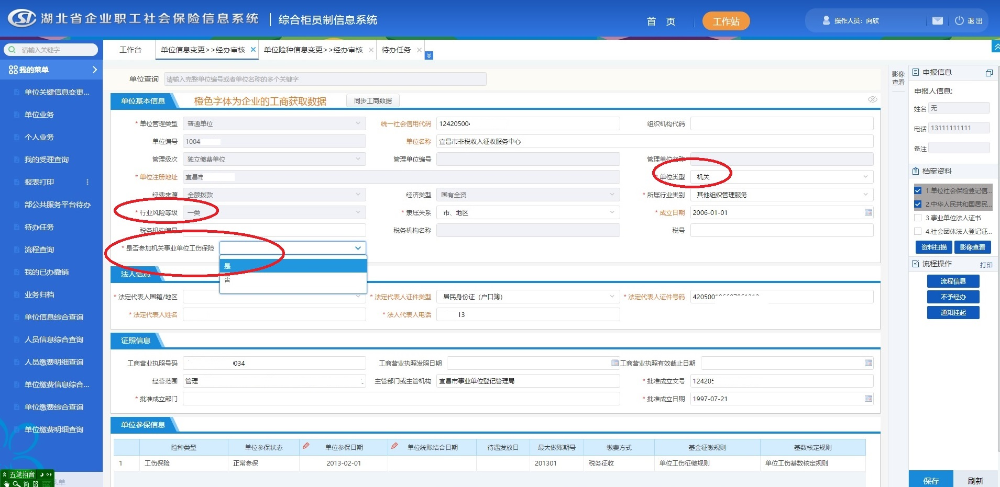 湖北省企业职工社会保险信息系统 综合柜员制信息系统 首 页 工作站 操作人员：向欣 退 出
请输入关键字
我的菜单
单位关键信息变更...
单位业务
个人业务
我的受理查询
报表打印
部公共服务平台待办
待办任务
流程查询
我的已办撤销
业务归档
单位信息综合查询
人员信息综合查询
人员缴费明细查询
单位缴费信息综合...
单位缴费综合查询
单位缴费明细查询
五笔拼音
简
菜单
工作台 单位信息变更>>经办审核 单位险种信息变更>>经办审核 待办任务
单位查询 请输入完整单位编号或者单位名称的多个关键字
单位基本信息 橙色字体为企业的工商获取数据 同步工商数据
* 单位管理类型 普通单位 统一社会信用代码 12420500 组织机构代码
单位编号 1004 单位名称 宜昌市非税收入征收服务中心
管理级次 独立缴费单位 管理单位编号 管理单位名称
* 单位注册地址 宜昌市 * 单位类型 机关
经费来源 全额拨款 经济类型 国有全资 * 所属行业类别 其他组织管理服务
* 行业风险等级 一类 * 隶属关系 市、地区 * 成立日期 2006-01-01
税务机构编号 税务机构名称 税号
* 是否参加机关事业单位工伤保险
是
否
法人信息
* 法定代表人国籍/地区 * 法定代表人证件类型 居民身份证（户口簿） * 法定代表人证件号码 420500
* 法定代表人姓名 * 法人代表人电话 13
证照信息
工商营业执照号码 0034 工商营业执照发照日期 工商营业执照有效截止日期
经营范围 管理 主管部门或主管机构 宜昌市事业单位登记管理局 * 批准成立文号 12420
* 批准成立部门 * 批准成立日期 1997-07-21
单位参保信息
险种类型 单位参保状态 单位参保日期 单位统账结合日期 待遇发放日 最大做账期号 缴费方式 基金征缴规则 基数核定规则
1 工伤保险 正常参保 2013-02-01 201301 税务征收 单位工伤征缴规则 单位工伤基数核定规则
影像
查看
申报信息
申报人信息:
姓名 无
电话 13111111111
备注
档案资料
1.单位社会保险登记信...
2.中华人民共和国居民...
3.事业单位法人证书
4.社会团体法人登记证...
资料扫描 影像查看
流程操作 打印
流程信息
不予经办
通知挂起
保存 刷新